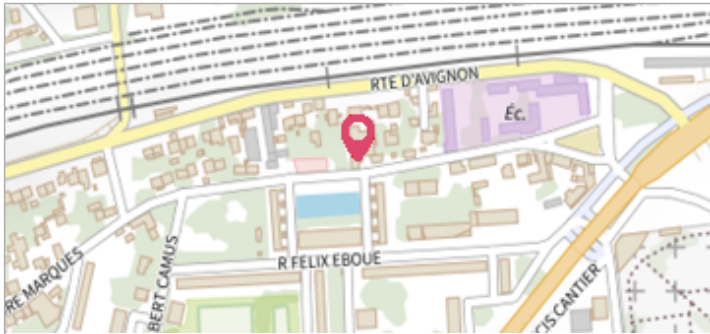 RTE D'AVIGNON
Éc.
R FELIX EBOUE
RE MARQUES
BERT CAMUS
CIS CANTIER